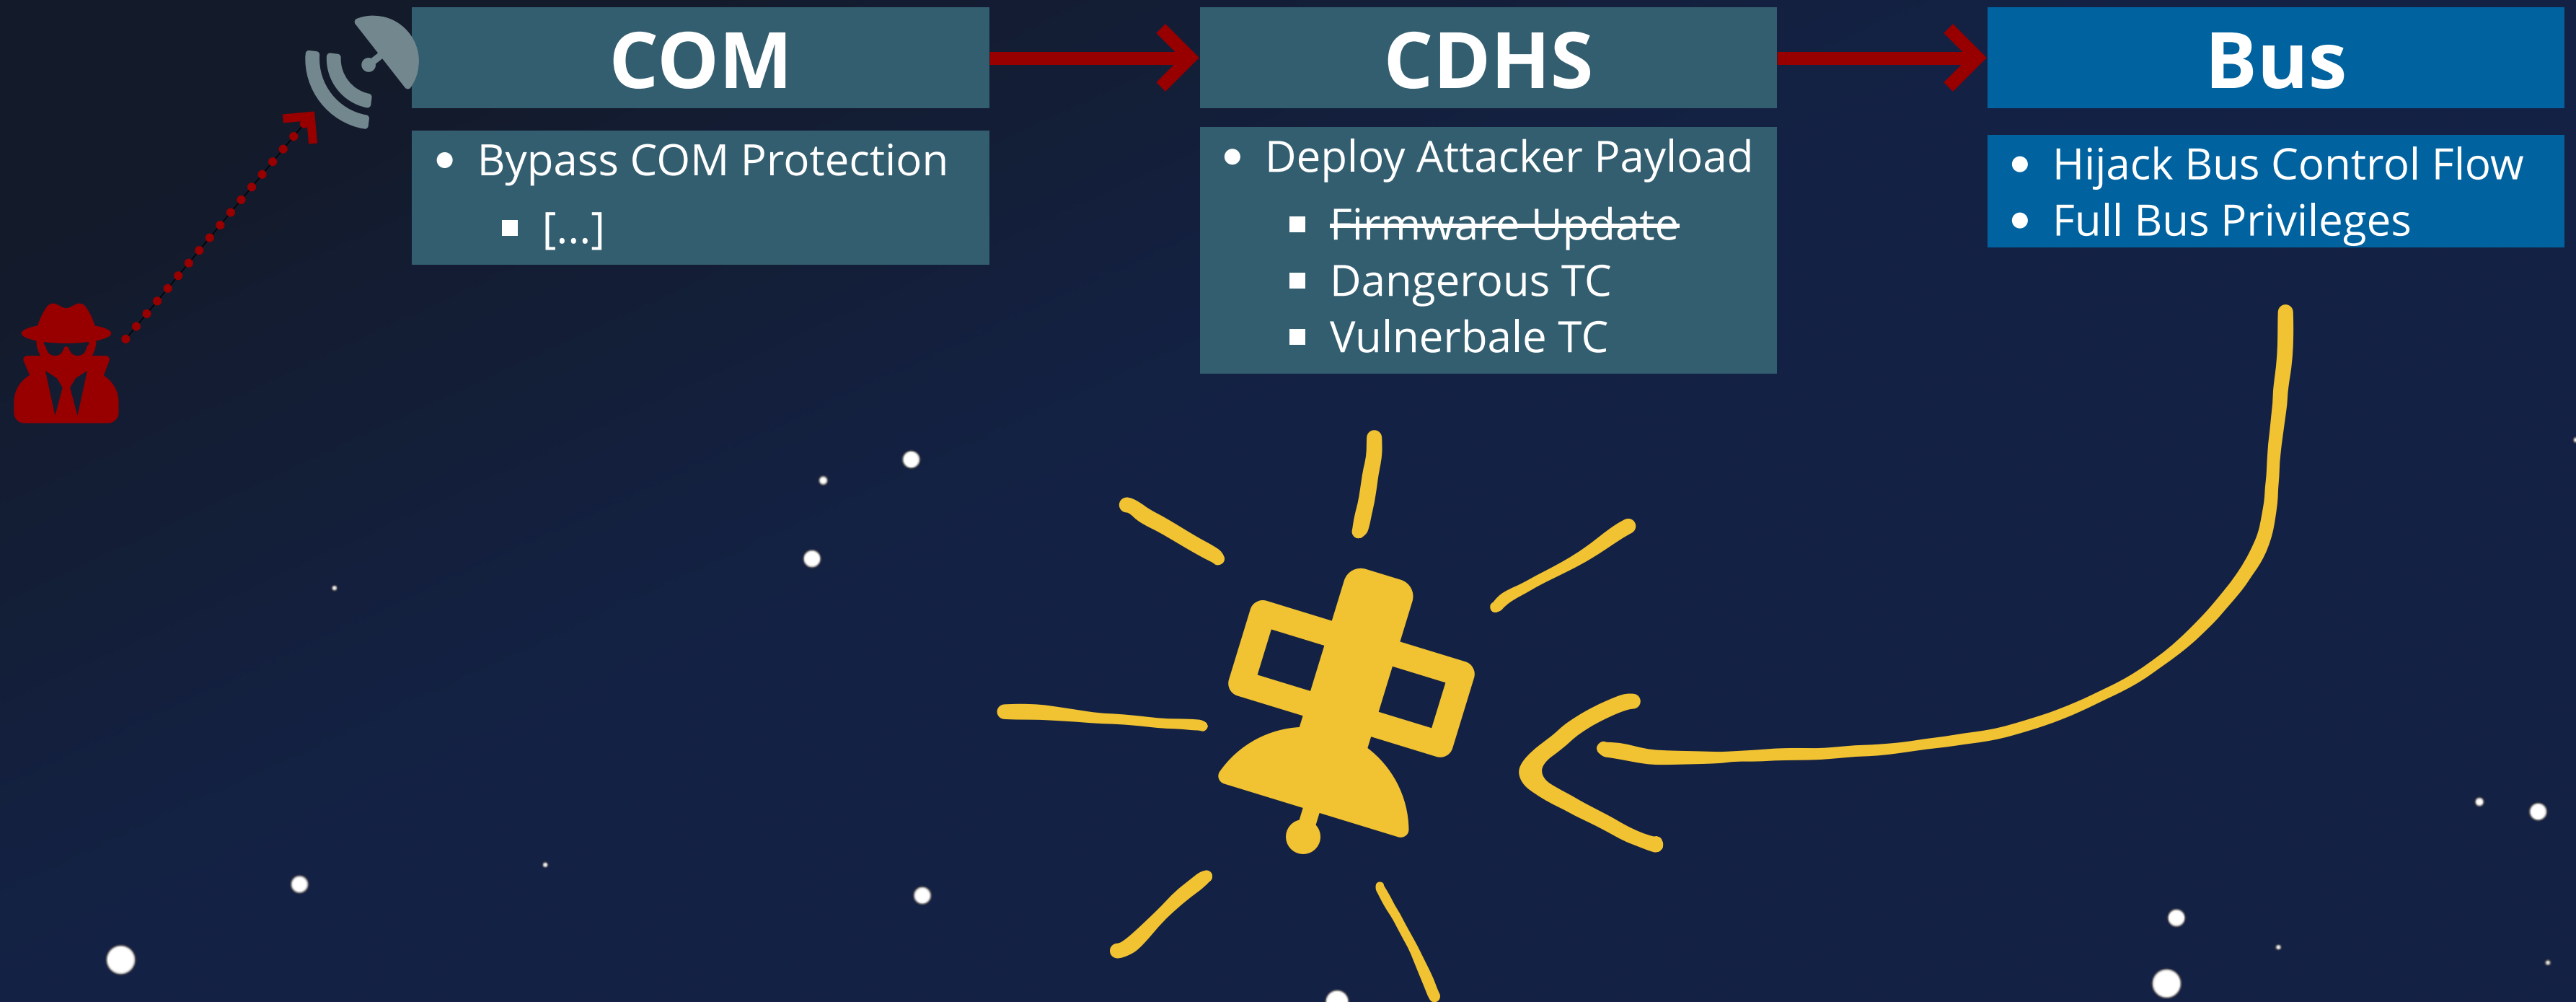 COM
Bypass COM Protection
[...]
CDHS
Deploy Attacker Payload
Firmware Update
Dangerous TC
Vulnerbale TC
Bus
Hijack Bus Control Flow
Full Bus Privileges